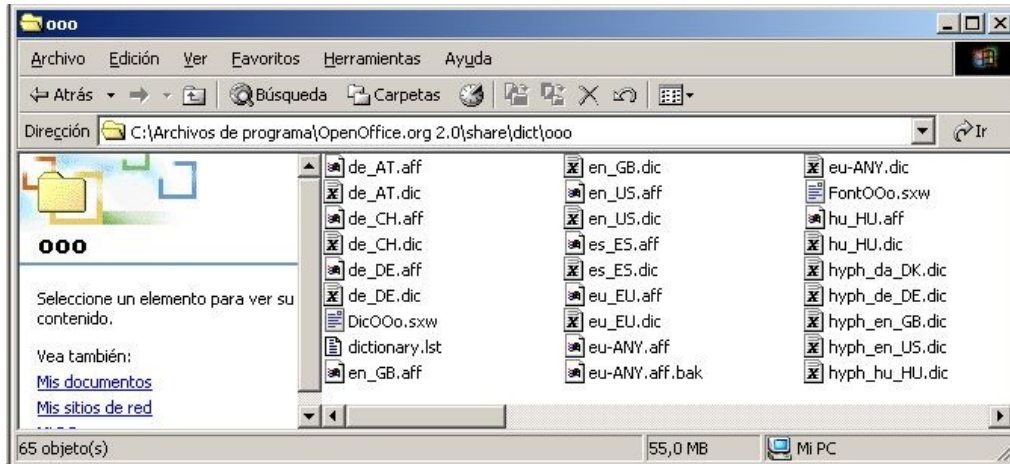 ooo
Archivo Edición Ver Favoritos Herramientas Ayuda
Atrás Búsqueda Carpetas
Dirección C:\Archivos de programa\OpenOffice.org 2.0\share\dict\ooo Ir
ooo
Seleccione un elemento para ver su
contenido.
Vea también:
Mis documentos
Mis sitios de red
de_AT.aff
de_AT.dic
de_CH.aff
de_CH.dic
de_DE.aff
de_DE.dic
DicOOo.sxw
dictionary.lst
en_GB.aff
en_GB.dic
en_US.aff
en_US.dic
es_ES.aff
es_ES.dic
eu_EU.aff
eu_EU.dic
eu-ANY.aff
eu-ANY.aff.bak
eu-ANY.dic
FontOOo.sxw
hu_HU.aff
hu_HU.dic
hyph_da_DK.dic
hyph_de_DE.dic
hyph_en_GB.dic
hyph_en_US.dic
hyph_hu_HU.dic
65 objeto(s) 55,0 MB Mi PC